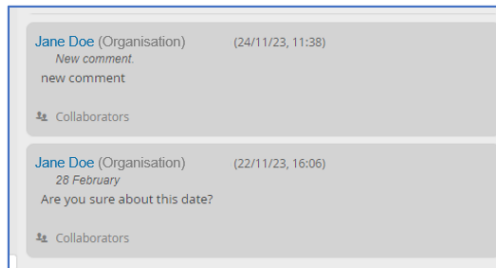 Jane Doe (Organisation) (24/11/23, 11:38)
New comment.
new comment
Collaborators
Jane Doe (Organisation) (22/11/23, 16:06)
28 February
Are you sure about this date?
Collaborators